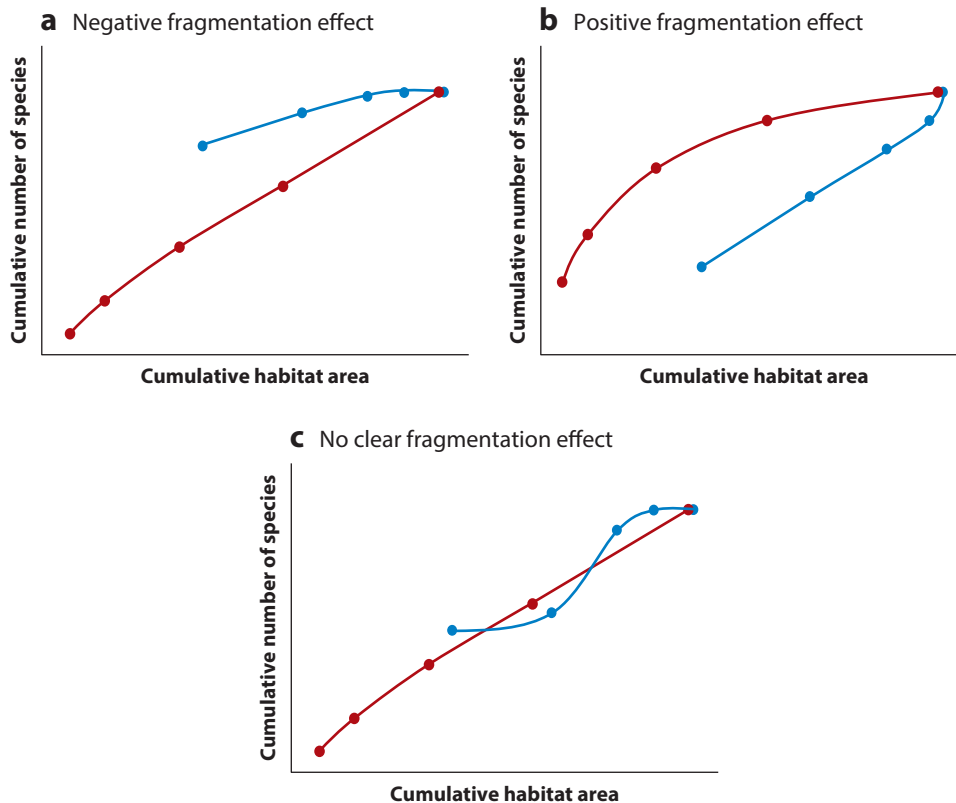 a Negative fragmentation effect
Cumulative number of species
Cumulative habitat area
b Positive fragmentation effect
Cumulative number of species
Cumulative habitat area
c No clear fragmentation effect
Cumulative number of species
Cumulative habitat area